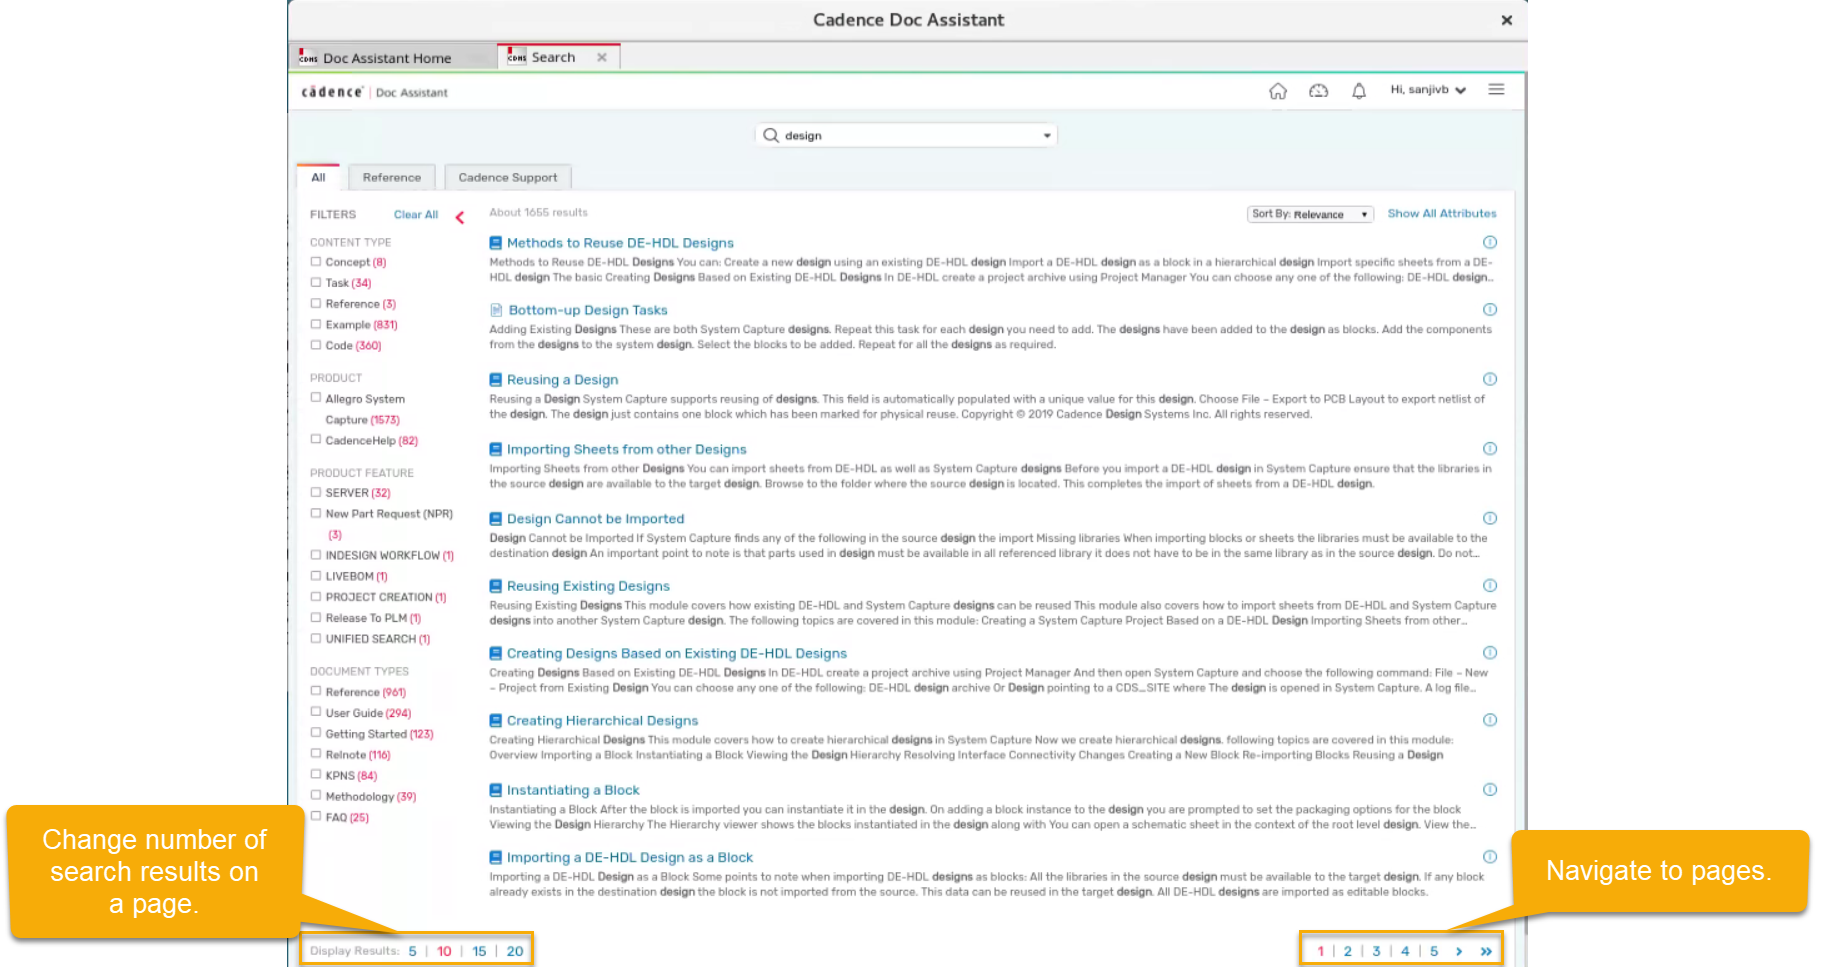 Cadence Doc Assistant
cdns Doc Assistant Home
cdns Search
cādence | Doc Assistant
Hi, sanjivb
design
All
Reference
Cadence Support
FILTERS
Clear All
CONTENT TYPE
Concept (8)
Task (34)
Reference (3)
Example (831)
Code (360)
PRODUCT
Allegro System
Capture (1573)
CadenceHelp (82)
PRODUCT FEATURE
SERVER (32)
New Part Request (NPR)
(3)
INDESIGN WORKFLOW (1)
LIVEBOM (1)
PROJECT CREATION (1)
Release To PLM (1)
UNIFIED SEARCH (1)
DOCUMENT TYPES
Reference (961)
User Guide (294)
Getting Started (123)
Relnote (116)
KPNS (84)
Methodology (39)
FAQ (25)
About 1655 results
Sort By: Relevance
Show All Attributes
Methods to Reuse DE-HDL Designs
Methods to Reuse DE-HDL Designs You can: Create a new design using an existing DE-HDL design Import a DE-HDL design as a block in a hierarchical design Import specific sheets from a DE-
HDL design The basic Creating Designs Based on Existing DE-HDL Designs In DE-HDL create a project archive using Project Manager You can choose any one of the following: DE-HDL design...
Bottom-up Design Tasks
Adding Existing Designs These are both System Capture designs. Repeat this task for each design you need to add. The designs have been added to the design as blocks. Add the components
from the designs to the system design. Select the blocks to be added. Repeat for all the designs as required.
Reusing a Design
Reusing a Design System Capture supports reusing of designs. This field is automatically populated with a unique value for this design. Choose File – Export to PCB Layout to export netlist of
the design. The design just contains one block which has been marked for physical reuse. Copyright © 2019 Cadence Design Systems Inc. All rights reserved.
Importing Sheets from other Designs
Importing Sheets from other Designs You can import sheets from DE-HDL as well as System Capture designs Before you import a DE-HDL design in System Capture ensure that the libraries in
the source design are available to the target design. Browse to the folder where the source design is located. This completes the import of sheets from a DE-HDL design.
Design Cannot be Imported
Design Cannot be Imported If System Capture finds any of the following in the source design the import Missing libraries When importing blocks or sheets the libraries must be available to the
destination design An important point to note is that parts used in design must be available in all referenced library it does not have to be in the same library as in the source design. Do not...
Reusing Existing Designs
Reusing Existing Designs This module covers how existing DE-HDL and System Capture designs can be reused This module also covers how to import sheets from DE-HDL and System Capture
designs into another System Capture design. The following topics are covered in this module: Creating a System Capture Project Based on a DE-HDL Design Importing Sheets from other...
Creating Designs Based on Existing DE-HDL Designs
Creating Designs Based on Existing DE-HDL Designs In DE-HDL create a project archive using Project Manager And then open System Capture and choose the following command: File – New
– Project from Existing Design You can choose any one of the following: DE-HDL design archive Or Design pointing to a CDS_SITE where The design is opened in System Capture. A log file...
Creating Hierarchical Designs
Creating Hierarchical Designs This module covers how to create hierarchical designs in System Capture Now we create hierarchical designs. following topics are covered in this module:
Overview Importing a Block Instantiating a Block Viewing the Design Hierarchy Resolving Interface Connectivity Changes Creating a New Block Re-importing Blocks Reusing a Design
Instantiating a Block
Instantiating a Block After the block is imported you can instantiate it in the design. On adding a block instance to the design you are prompted to set the packaging options for the block
Viewing the Design Hierarchy The Hierarchy viewer shows the blocks instantiated in the design along with You can open a schematic sheet in the context of the root level design. View the...
Importing a DE-HDL Design as a Block
Importing a DE-HDL Design as a Block Some points to note when importing DE-HDL designs as blocks: All the libraries in the source design must be available to the target design. If any block
already exists in the destination design the block is not imported from the source. This data can be reused in the target design. All DE-HDL designs are imported as editable blocks.
Change number of
search results on
a page.
Navigate to pages.
Display Results: 5 | 10 | 15 | 20
1 | 2 | 3 | 4 | 5 > »